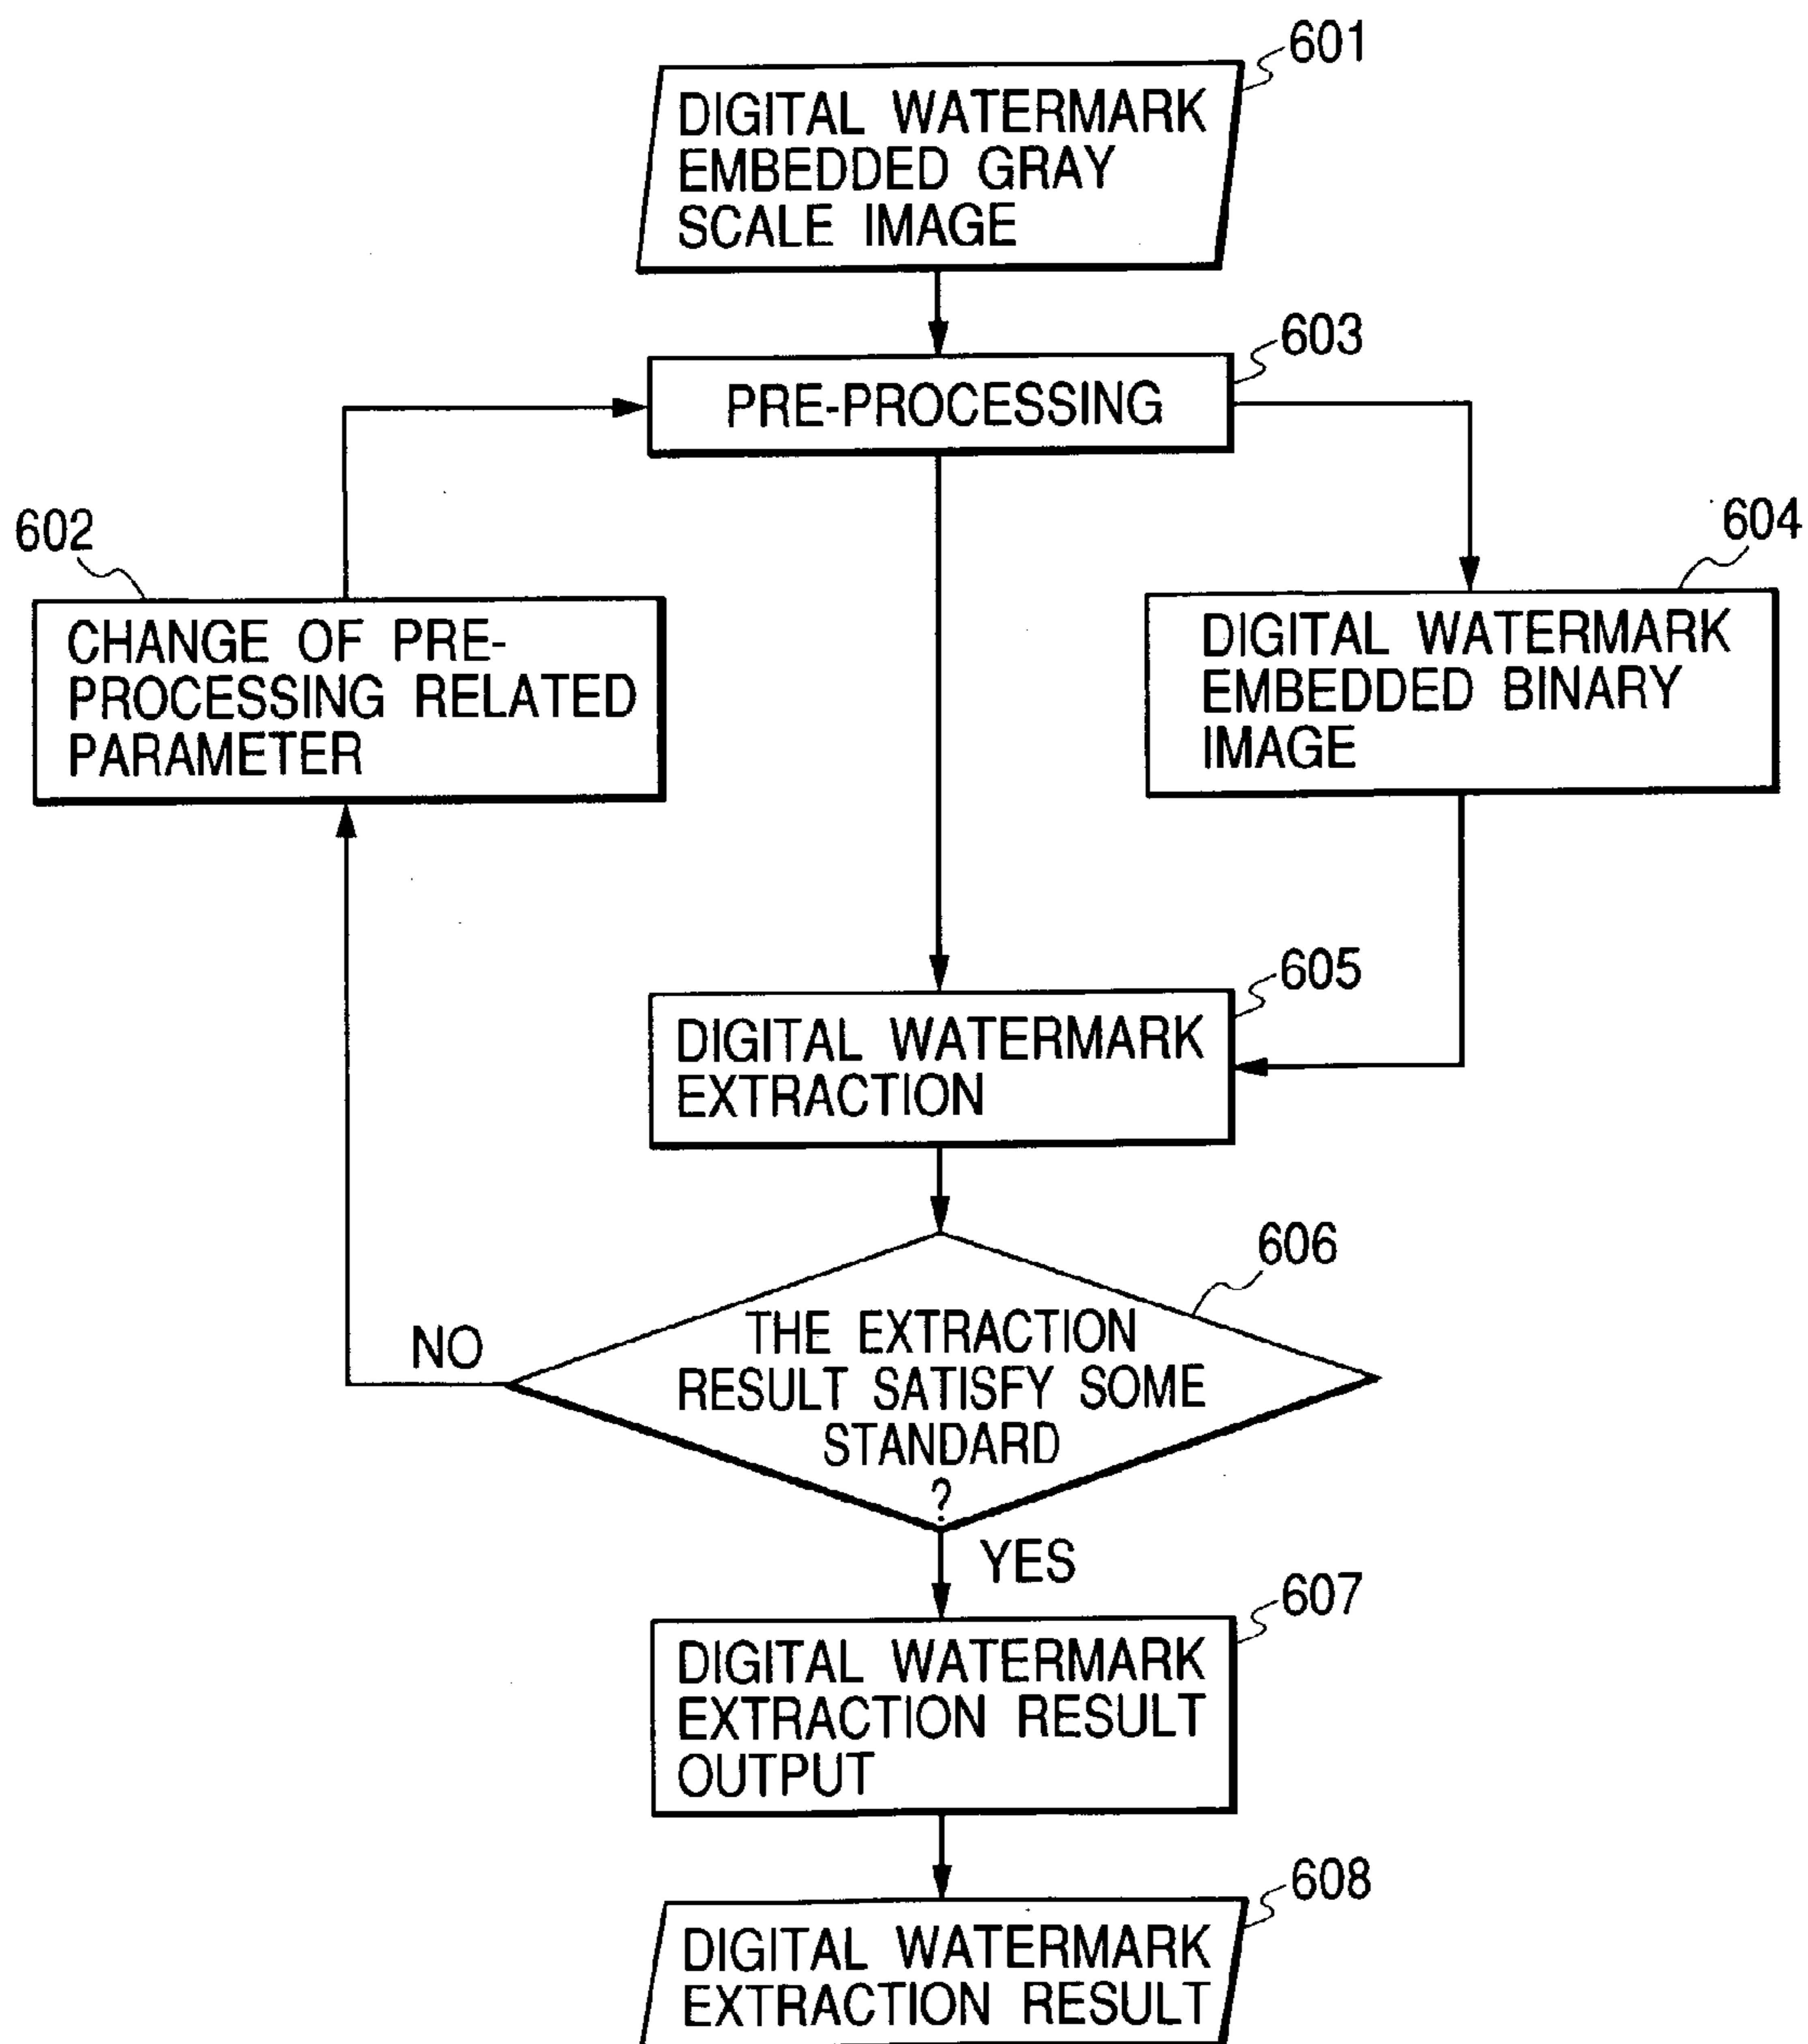 601
DIGITAL WATERMARK
EMBEDDED GRAY
SCALE IMAGE
603
PRE-PROCESSING
602
CHANGE OF PRE-
PROCESSING RELATED
PARAMETER
604
DIGITAL WATERMARK
EMBEDDED BINARY
IMAGE
605
DIGITAL WATERMARK
EXTRACTION
606
THE EXTRACTION
RESULT SATISFY SOME
STANDARD
?
NO
YES
607
DIGITAL WATERMARK
EXTRACTION RESULT
OUTPUT
608
DIGITAL WATERMARK
EXTRACTION RESULT